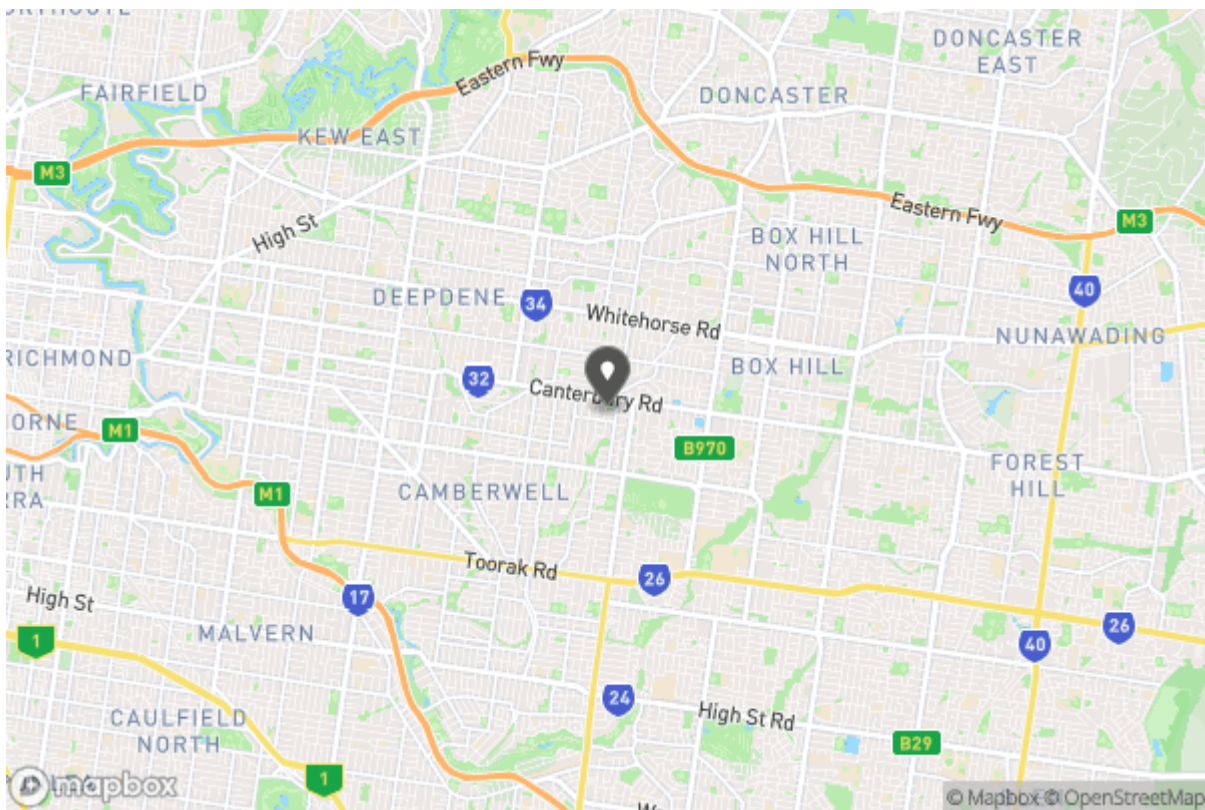 DONCASTER
EAST
FAIRFIELD
Eastern Fwy
DONCASTER
KEW EAST
M3
High St
Eastern Fwy
M3
BOX HILL
NORTH
DEEPDENE
34
40
Whitehorse Rd
NUNAWADING
RICHMOND
BOX HILL
32
Canterbury Rd
M1
B970
M1
CAMBERWELL
FOREST
HILL
Toorak Rd
26
17
High St
MALVERN
1
26
40
24
High St Rd
CAULFIELD
NORTH
B29
1
mapbox
© Mapbox © OpenStreetMap